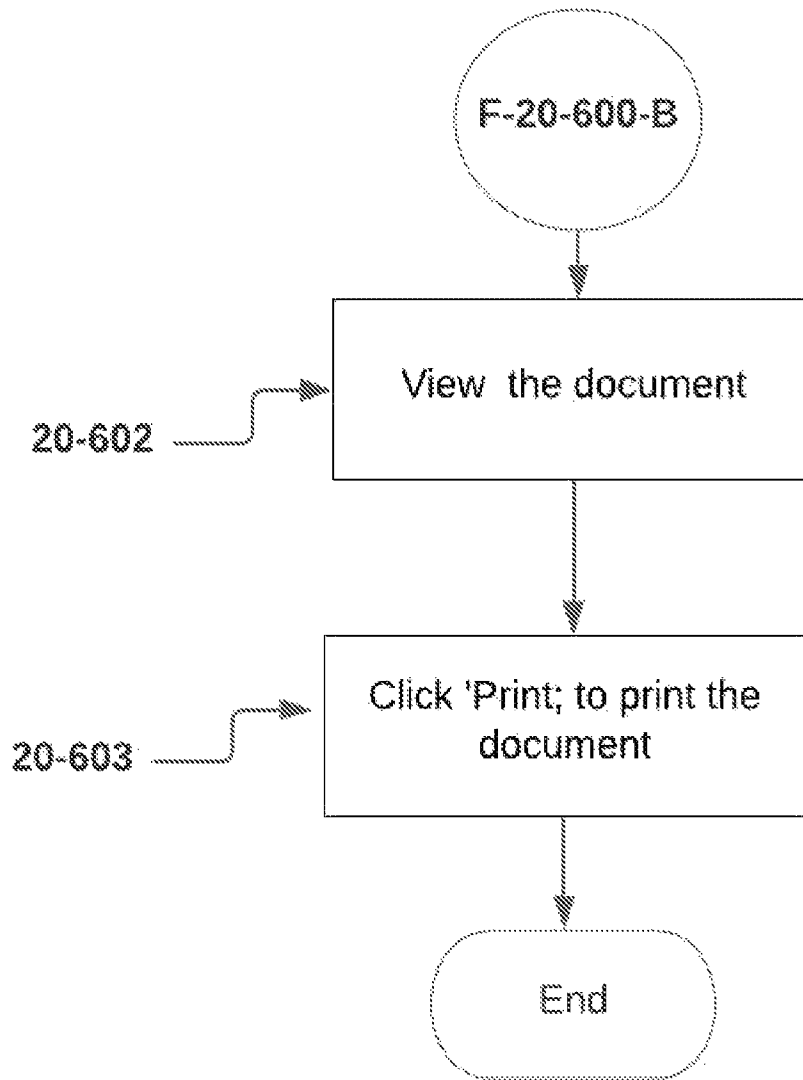 F-20-600-B
View the document
20-602
Click 'Print; to print the
document
20-603
End